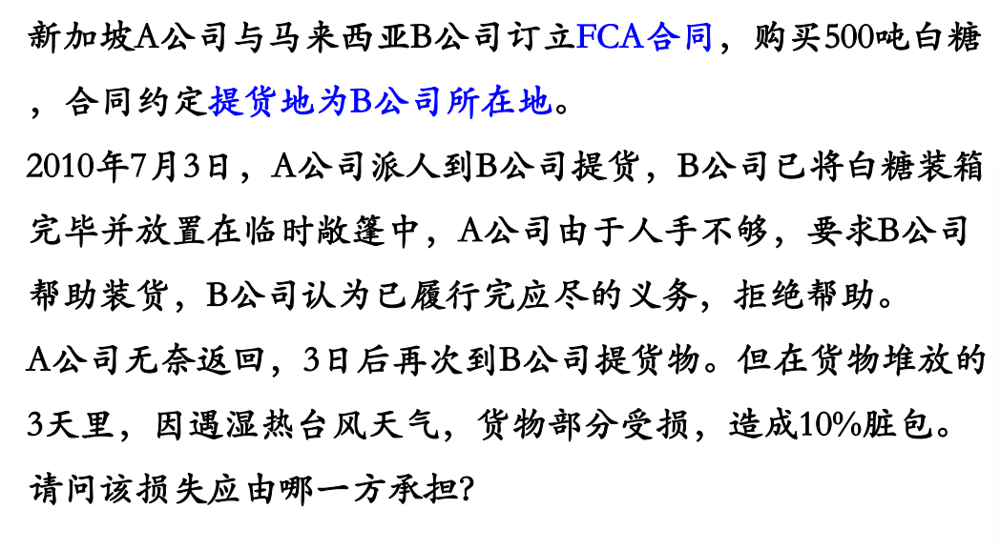 新加坡A公司与马来西亚B公司订立FCA合同，购买500吨白糖
，合同约定提货地为B公司所在地。
2010年7月3日，A公司派人到B公司提货，B公司已将白糖装箱
完毕并放置在临时敞篷中，A公司由于人手不够，要求B公司
帮助装货，B公司认为已履行完应尽的义务，拒绝帮助。
A公司无奈返回，3日后再次到B公司提货物。但在货物堆放的
3天里，因遇湿热台风天气，货物部分受损，造成10%脏包。
请问该损失应由哪一方承担？